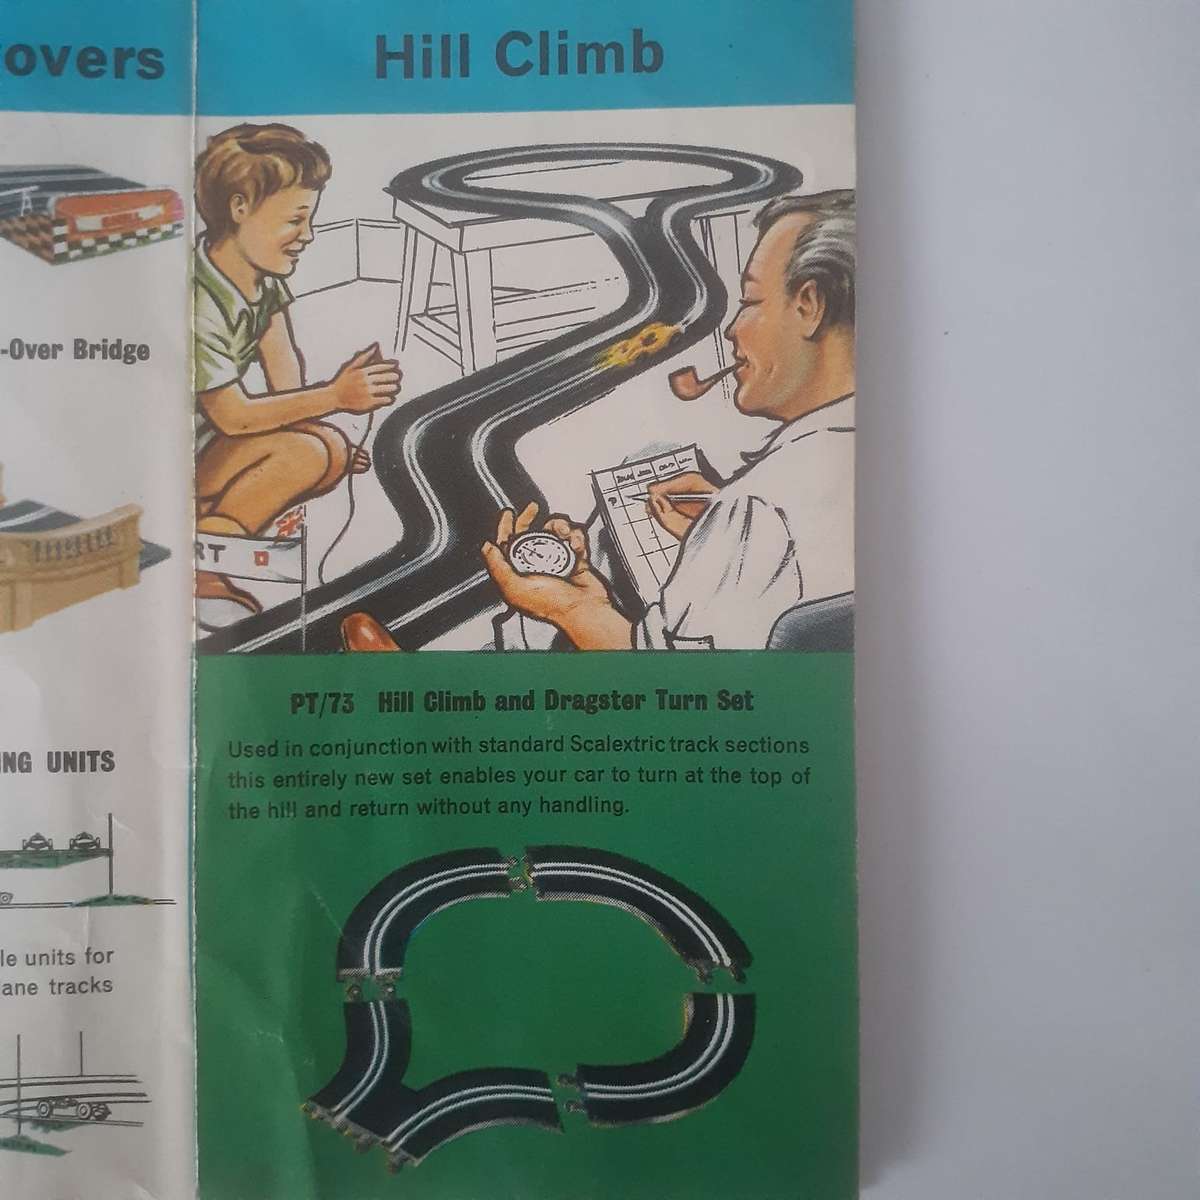 overs
-Over Bridge
ING UNITS
le units for
ane tracks
Hill Climb
RT
PT/73 Hill Climb and Dragster Turn Set
Used in conjunction with standard Scalextric track sections
this entirely new set enables your car to turn at the top of
the hill and return without any handling.